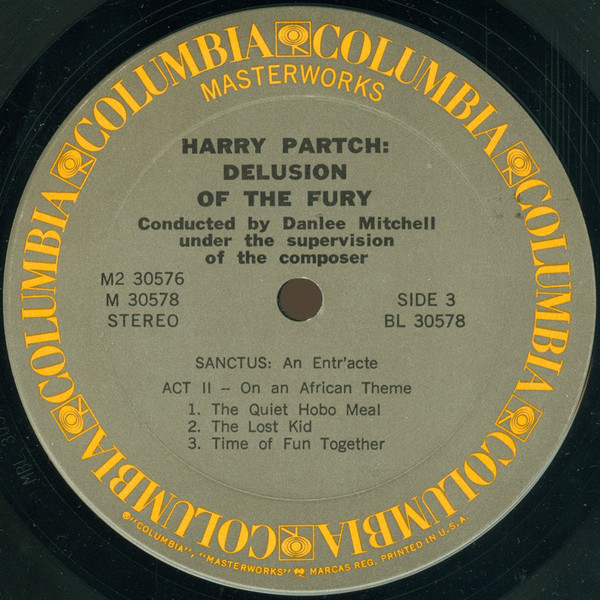 COLUMBIA COLUMBIA COLUMBIA COLUMBIA COLUMBIA COLUMBIA COLUMBIA
MASTERWORKS
HARRY PARTCH:
DELUSION
OF THE FURY
Conducted by Danlee Mitchell
under the supervision
of the composer
M2 30576
M 30578
STEREO
SIDE 3
BL 30578
SANCTUS: An Entr'acte
ACT II – On an African Theme
1. The Quiet Hobo Meal
2. The Lost Kid
3. Time of Fun Together
℗"COLUMBIA", "MASTERWORKS" MARCAS REG. PRINTED IN U.S.A.